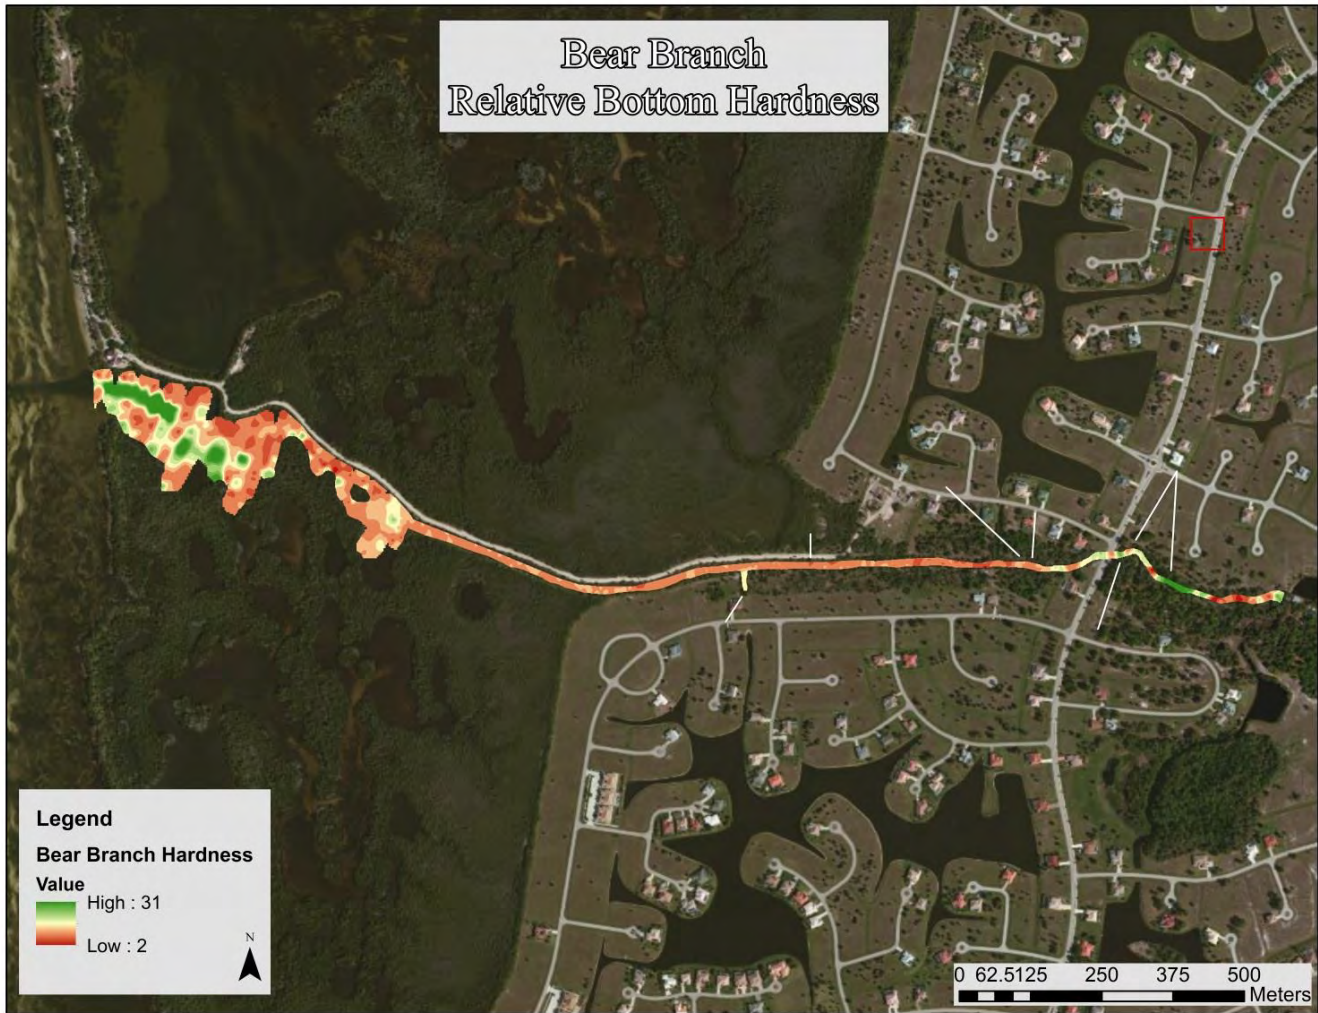 Bear Branch
Relative Bottom Hardness
Legend
Bear Branch Hardness
Value
High : 31
Low : 2
N
0 62.5125 250 375 500
Meters